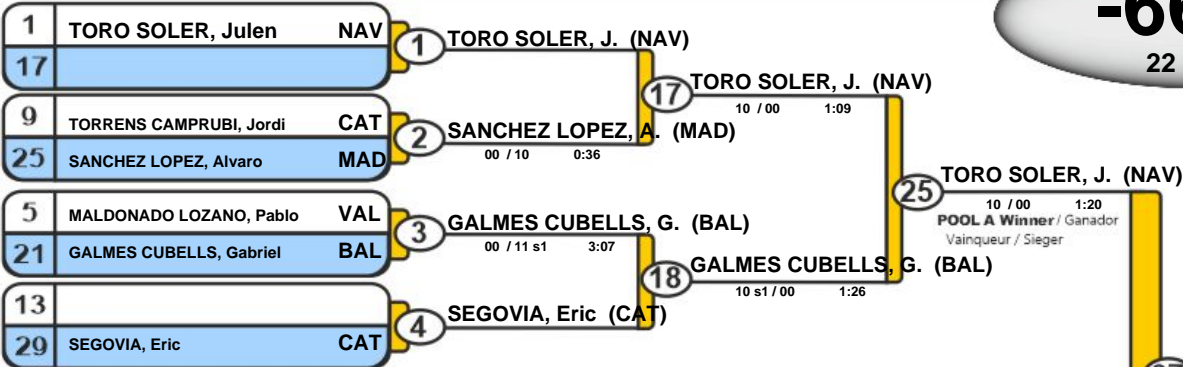 1 TORO SOLER, Julen NAV
17
9 TORRENS CAMPRUBI, Jordi CAT
25 SANCHEZ LOPEZ, Alvaro MAD
5 MALDONADO LOZANO, Pablo VAL
21 GALMES CUBELLS, Gabriel BAL
13
29 SEGOVIA, Eric CAT
1 TORO SOLER, J. (NAV)
2 SANCHEZ LOPEZ, A. (MAD)
00 / 10 0:36
3 GALMES CUBELLS, G. (BAL)
00 / 11 s1 3:07
4 SEGOVIA, Eric (CAT)
17 TORO SOLER, J. (NAV)
10 / 00 1:09
18 GALMES CUBELLS, G. (BAL)
10 s1 / 00 1:26
25 TORO SOLER, J. (NAV)
10 / 00 1:20
POOL A Winner / Ganador
Vainqueur / Sieger
22